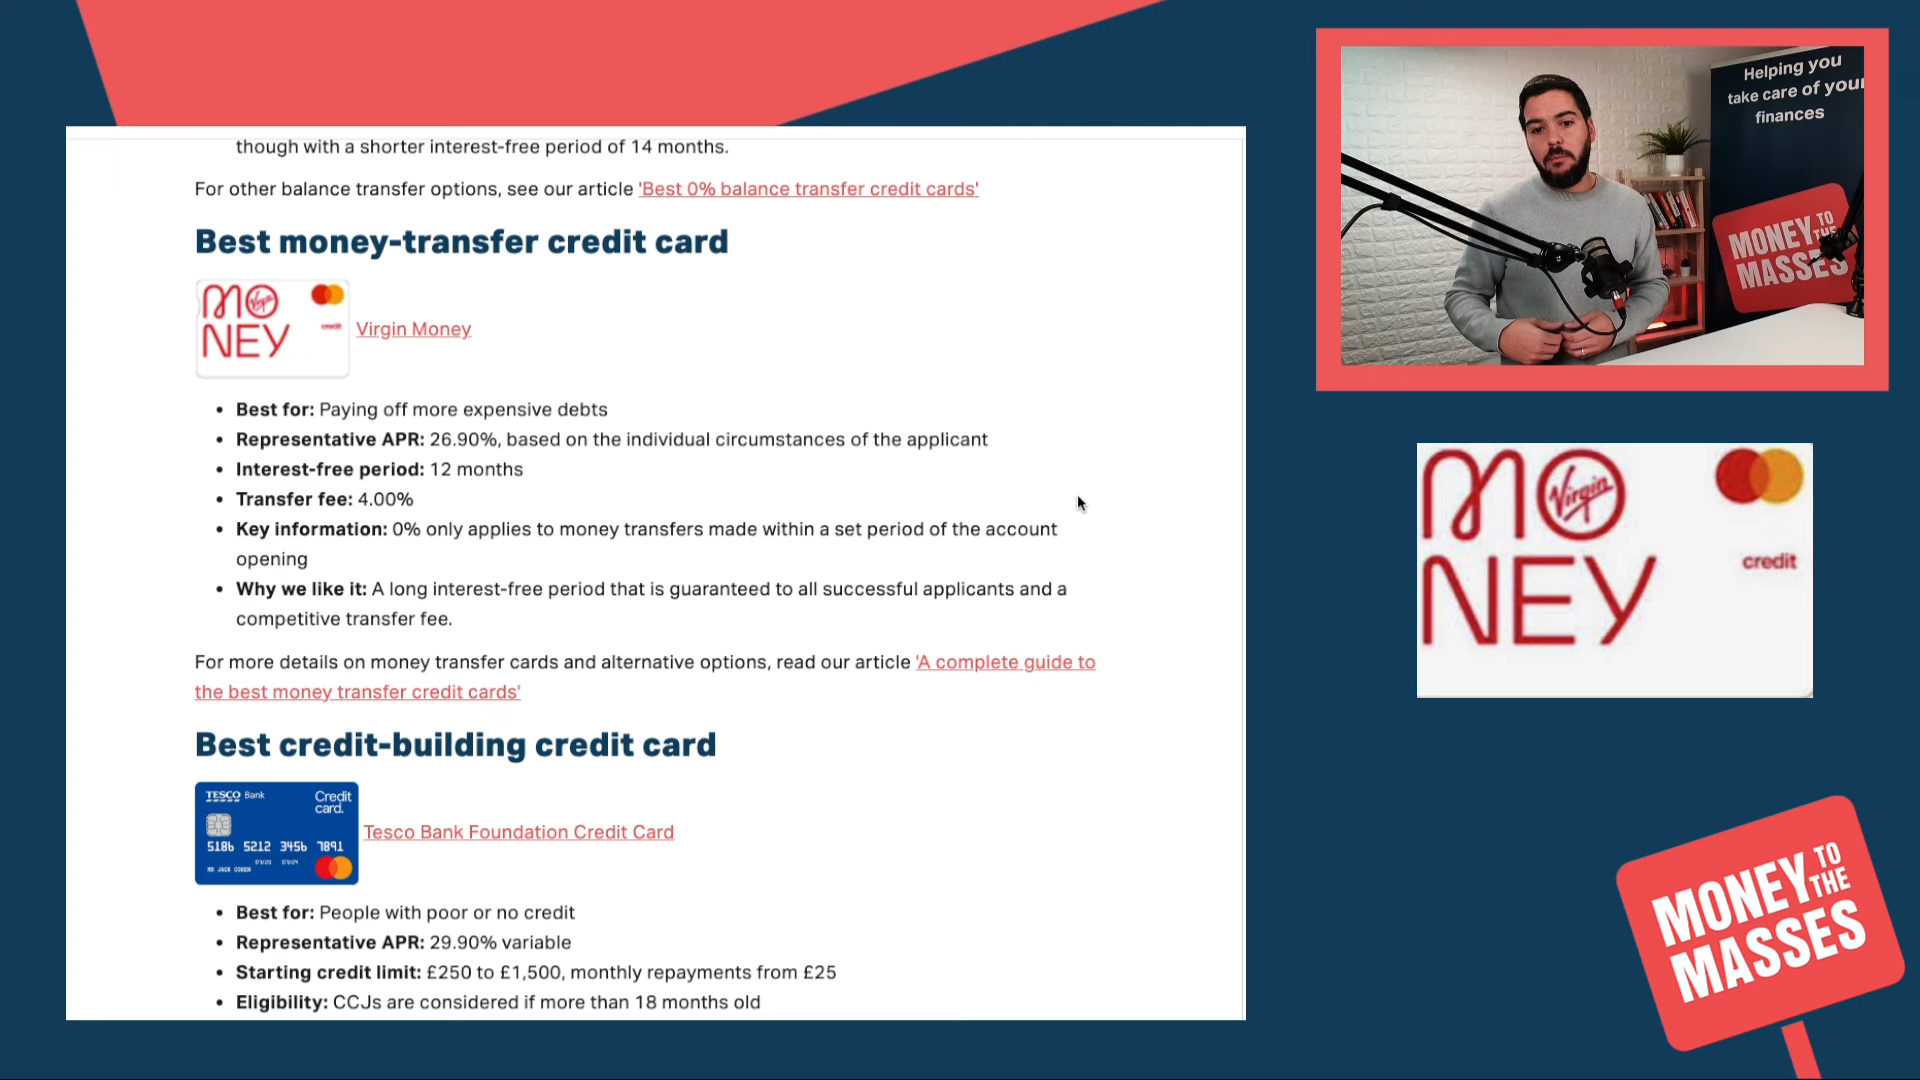 though with a shorter interest-free period of 14 months.
For other balance transfer options, see our article 'Best 0% balance transfer credit cards'
Best money-transfer credit card
MO
Virgin
NEY
credit
Virgin Money
• Best for: Paying off more expensive debts
• Representative APR: 26.90%, based on the individual circumstances of the applicant
• Interest-free period: 12 months
• Transfer fee: 4.00%
• Key information: 0% only applies to money transfers made within a set period of the account
opening
• Why we like it: A long interest-free period that is guaranteed to all successful applicants and a
competitive transfer fee.
For more details on money transfer cards and alternative options, read our article 'A complete guide to
the best money transfer credit cards'
Best credit-building credit card
TESCO Bank
Credit
card.
5186 5212 3456 7891
MR JACK COHEN
Tesco Bank Foundation Credit Card
• Best for: People with poor or no credit
• Representative APR: 29.90% variable
• Starting credit limit: £250 to £1,500, monthly repayments from £25
• Eligibility: CCJs are considered if more than 18 months old
Helping you
take care of your
finances
MONEY TO
THE
MASSES
MO
Virgin
NEY
credit
MONEY TO
THE
MASSES